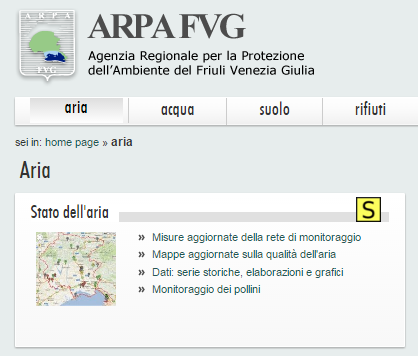 A R P A
FVG
ARPA FVG
Agenzia Regionale per la Protezione
dell'Ambiente del Friuli Venezia Giulia
aria acqua suolo rifiuti
sei in: home page » aria
Aria
Stato dell'aria S
» Misure aggiornate della rete di monitoraggio
» Mappe aggiornate sulla qualità dell'aria
» Dati: serie storiche, elaborazioni e grafici
» Monitoraggio dei pollini